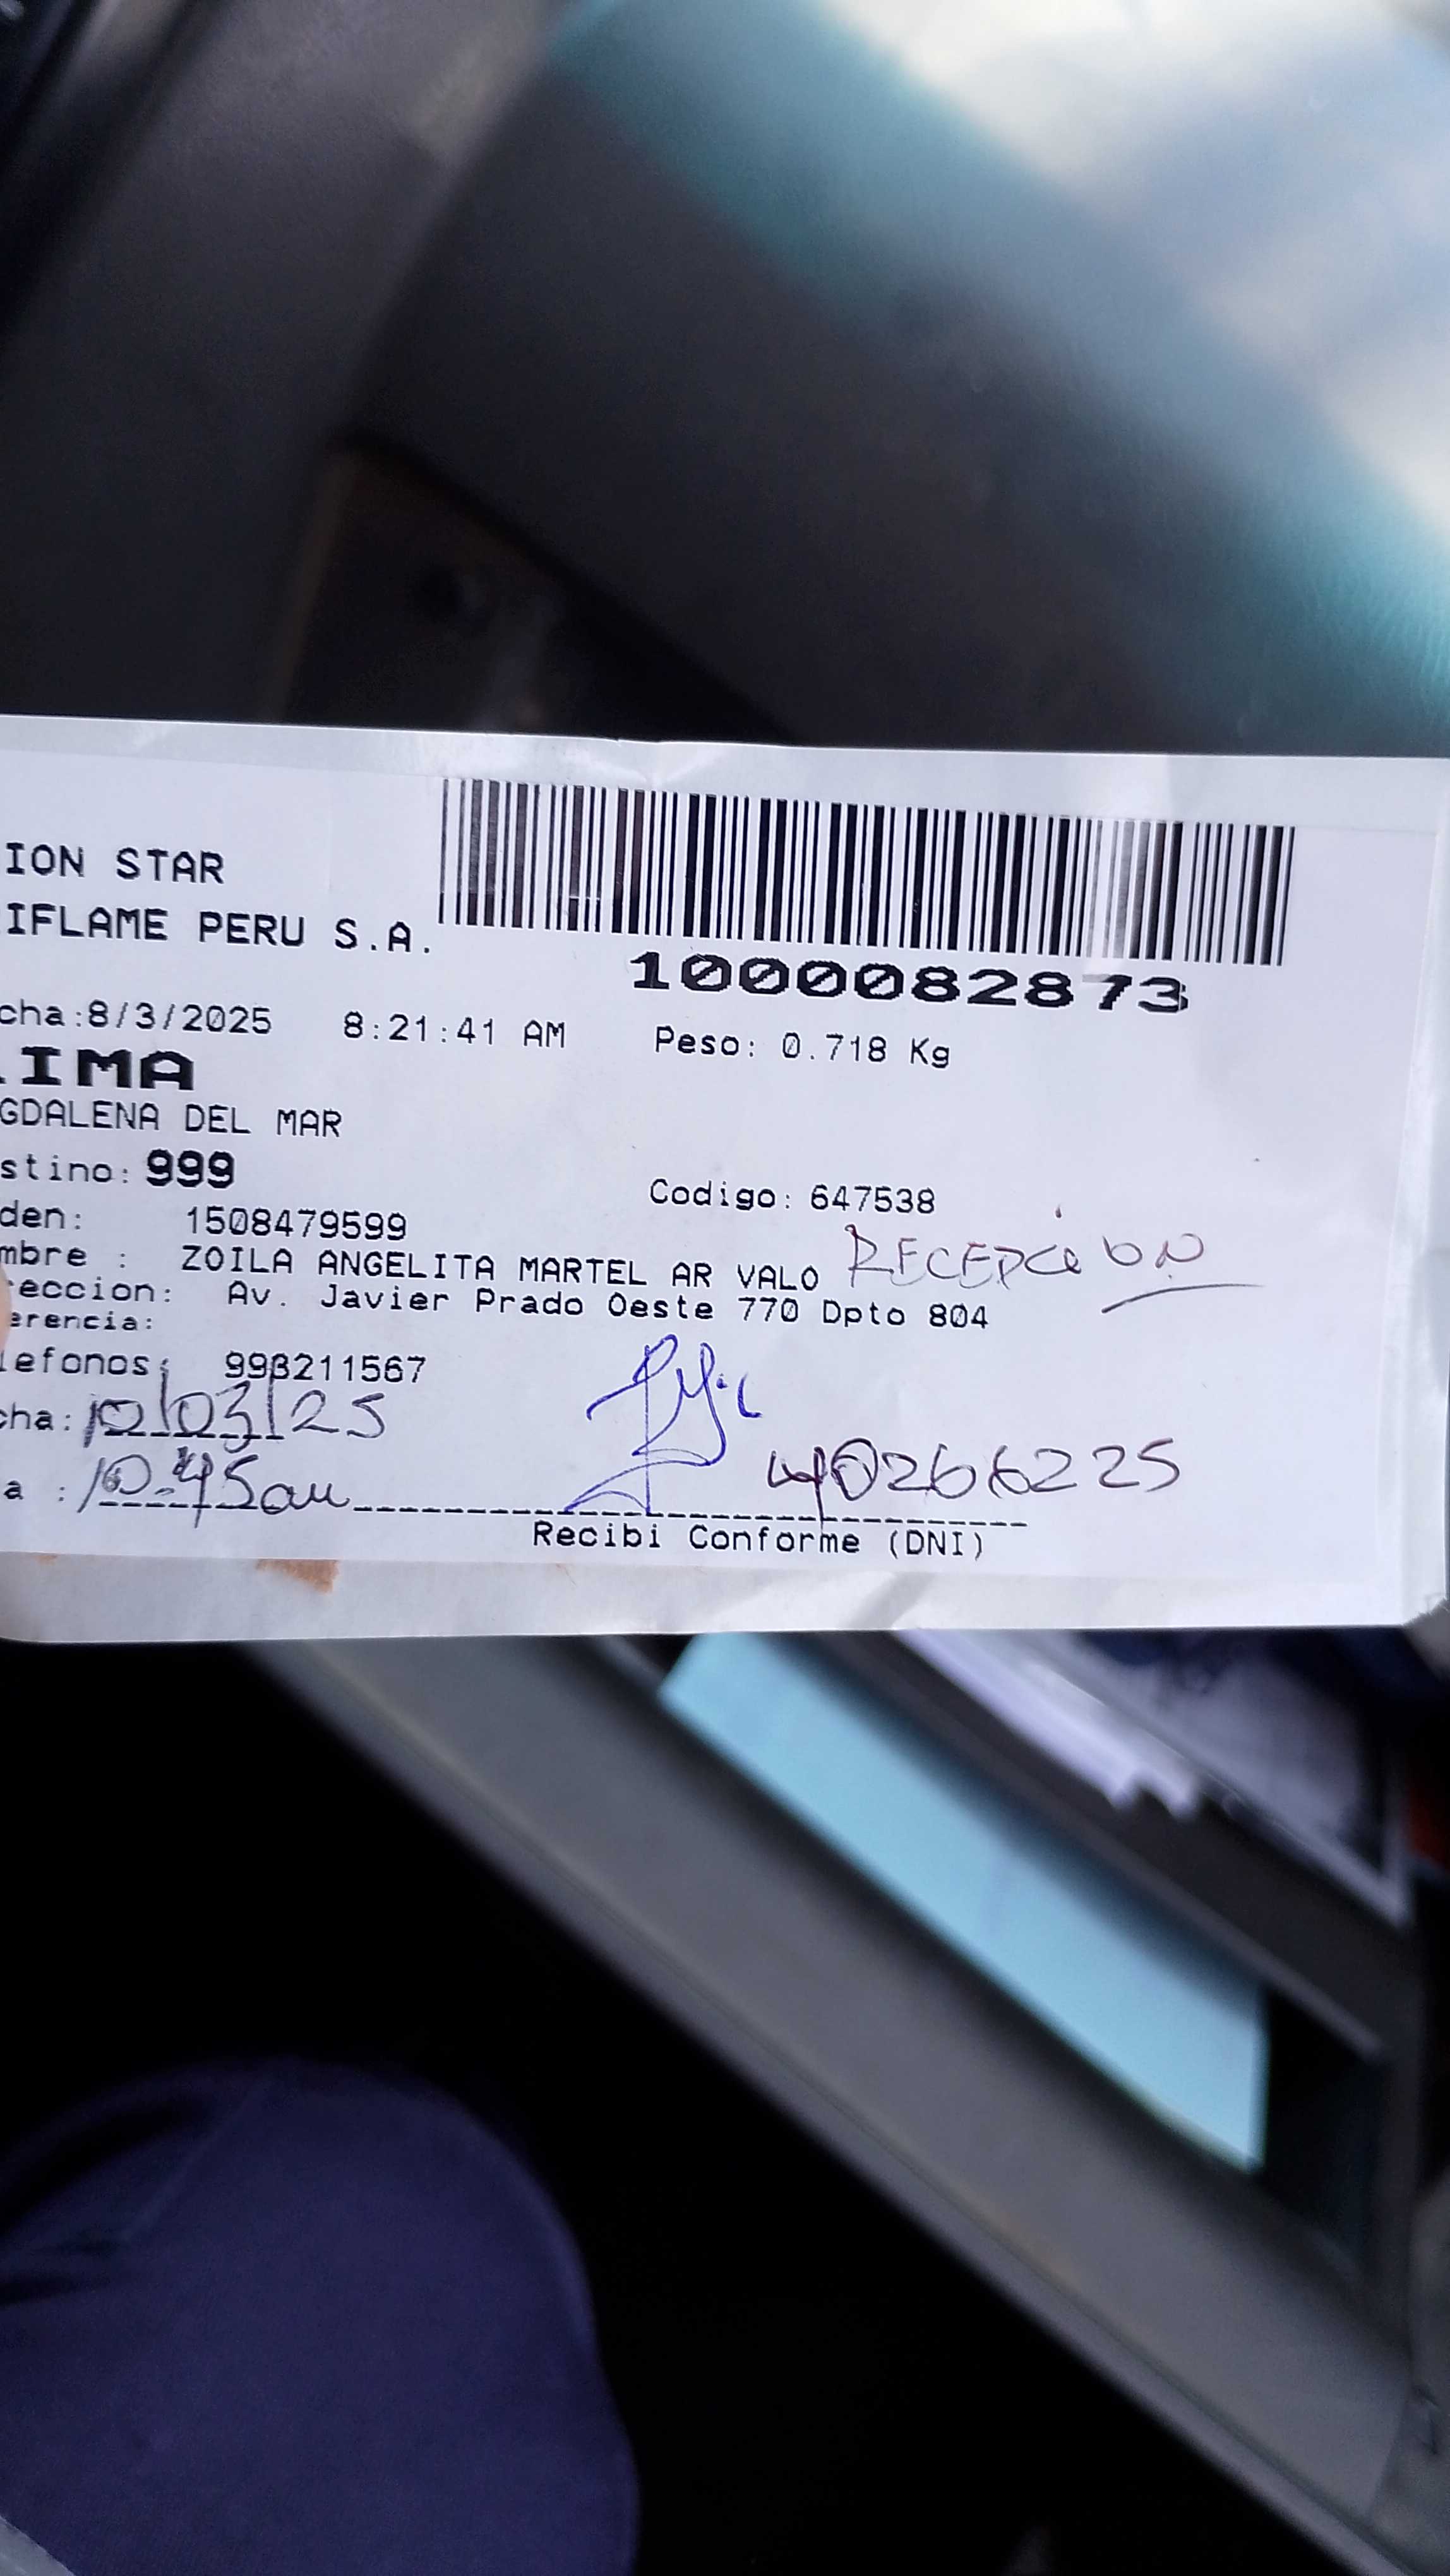 ION STAR
IFLAME PERU S.A.
1000082873
cha:8/3/2025 8:21:41 AM Peso: 0.718 Kg
IMA
GDALENA DEL MAR
stino: 999
Codigo: 647538
den: 1508479599
mbre : ZOILA ANGELITA MARTEL AR VALO RECEPCION
eccion: Av. Javier Prado Oeste 770 Dpto 804
erencia:
lefonos: 993211567
cha: 10/03/25
a : 10:45am 40266225
Recibi Conforme (DNI)